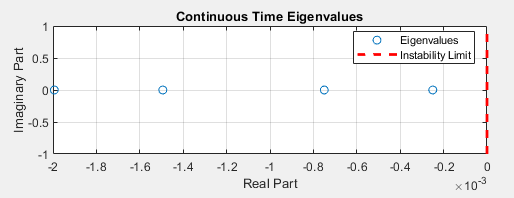 Continuous Time Eigenvalues
1
0.5
0
-0.5
-1
Imaginary Part
Eigenvalues
Instability Limit
-2 -1.8 -1.6 -1.4 -1.2 -1 -0.8 -0.6 -0.4 -0.2 0
Real Part
×10⁻³